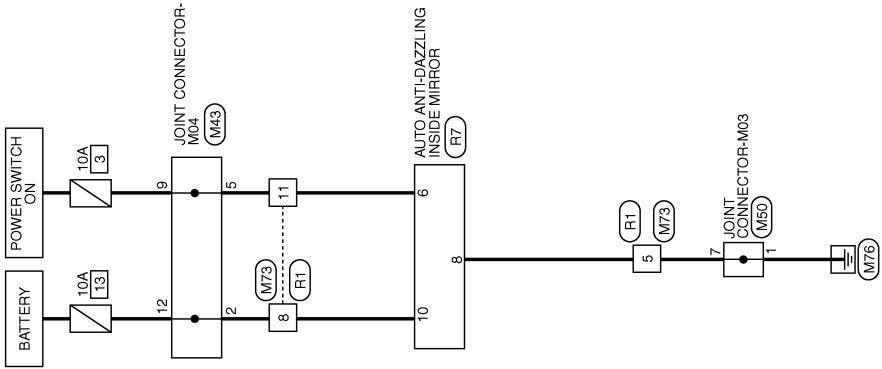 POWER SWITCH
ON
BATTERY
10A
3
10A
13
JOINT CONNECTOR-
M04
M43
9
12
5
2
11
M73
8
R1
AUTO ANTI-DAZZLING
INSIDE MIRROR
R7
6
10
8
R1
5
M73
JOINT
CONNECTOR-M03
M50
7
1
M76